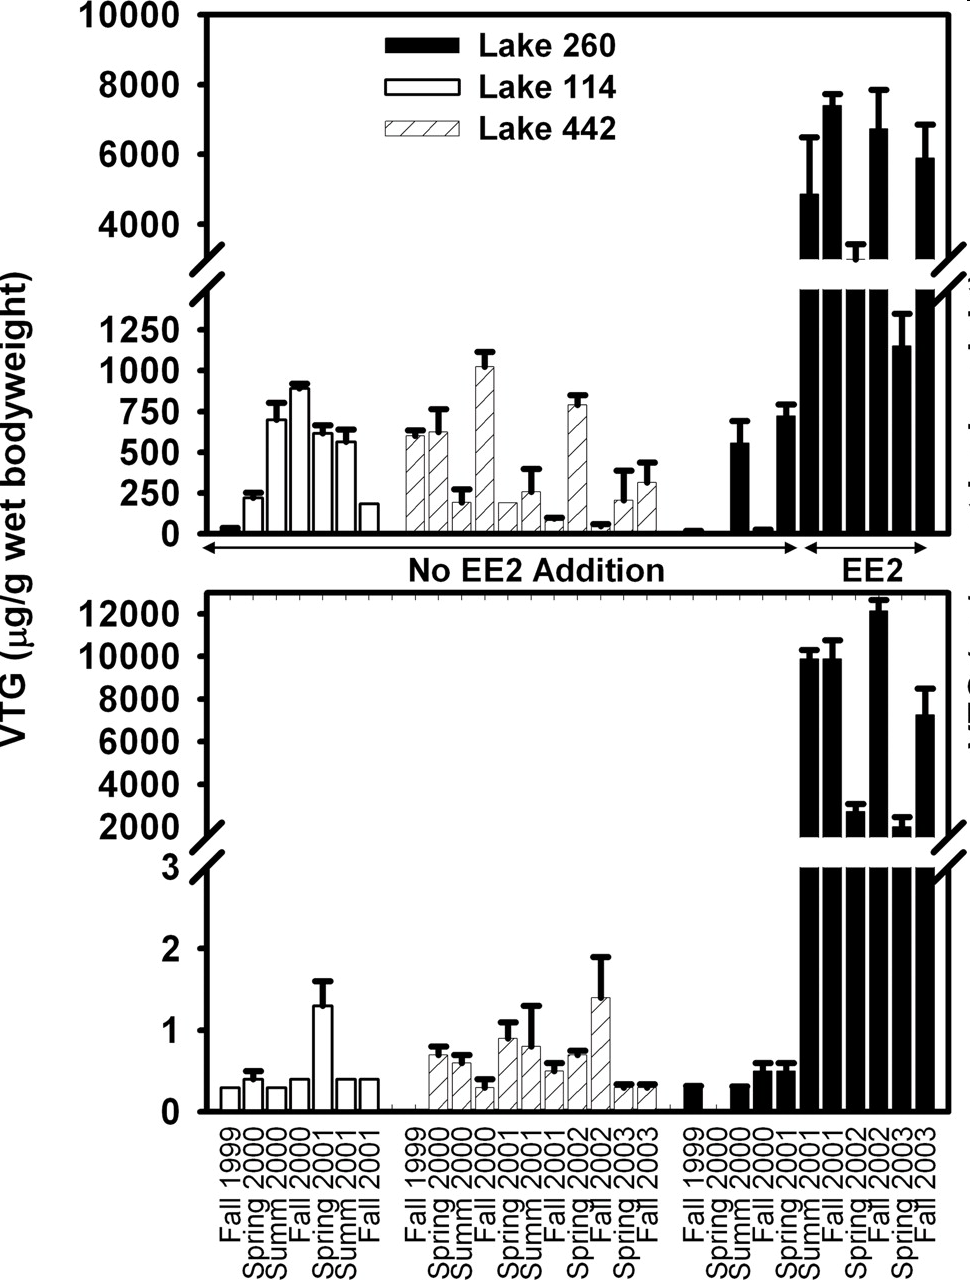 10000
8000
6000
4000
1250
1000
750
500
250
0
Lake 260
Lake 114
Lake 442
No EE2 Addition
EE2
VTG (µg/g wet bodyweight)
12000
10000
8000
6000
4000
2000
3
2
1
0
Fall 1999
Spring 2000
Summ 2000
Fall 2000
Spring 2001
Summ 2001
Fall 2001
Fall 1999
Spring 2000
Summ 2000
Fall 2000
Spring 2001
Summ 2001
Fall 2001
Spring 2002
Fall 2002
Spring 2003
Fall 2003
Fall 1999
Spring 2000
Summ 2000
Fall 2000
Spring 2001
Summ 2001
Fall 2001
Spring 2002
Fall 2002
Spring 2003
Fall 2003